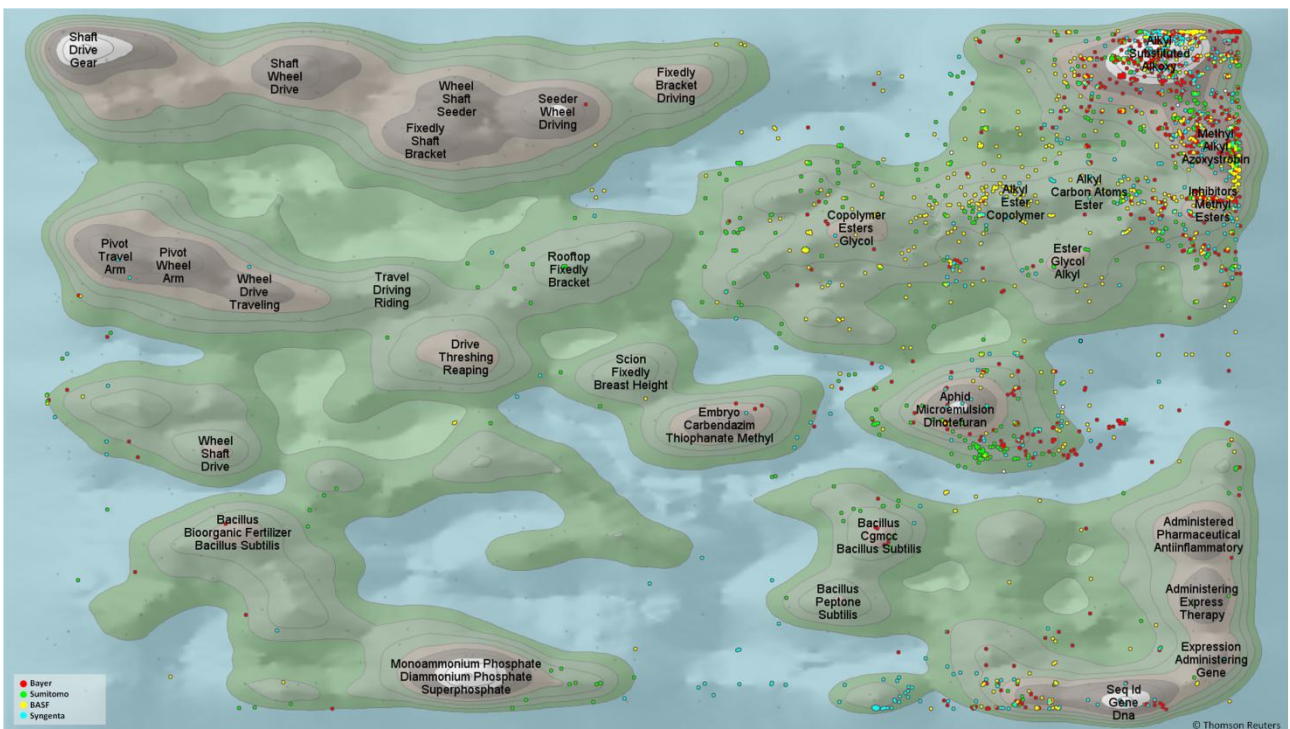 Shaft
Drive
Gear
Shaft
Wheel
Drive
Wheel
Shaft
Seeder
Fixedly
Shaft
Bracket
Seeder
Wheel
Driving
Fixedly
Bracket
Driving
Alkyl
Substituted
Alkoxy
Methyl
Alkyl
Azoxystrobin
Inhibitors
Methyl
Esters
Alkyl
Carbon Atoms
Ester
Alkyl
Ester
Copolymer
Copolymer
Esters
Glycol
Ester
Glycol
Alkyl
Pivot
Travel
Arm
Pivot
Wheel
Arm
Wheel
Drive
Traveling
Travel
Driving
Riding
Rooftop
Fixedly
Bracket
Drive
Threshing
Reaping
Scion
Fixedly
Breast Height
Embryo
Carbendazim
Thiophanate Methyl
Aphid
Microemulsion
Dinotefuran
Wheel
Shaft
Drive
Bacillus
Bioorganic Fertilizer
Bacillus Subtilis
Bacillus
Cgmcc
Bacillus Subtilis
Bacillus
Peptone
Subtilis
Administered
Pharmaceutical
Antiinflammatory
Administering
Express
Therapy
Expression
Administering
Gene
Monoammonium Phosphate
Diammonium Phosphate
Superphosphate
Seq Id
Gene
Dna
Bayer
Sumitomo
BASF
Syngenta
© Thomson Reuters